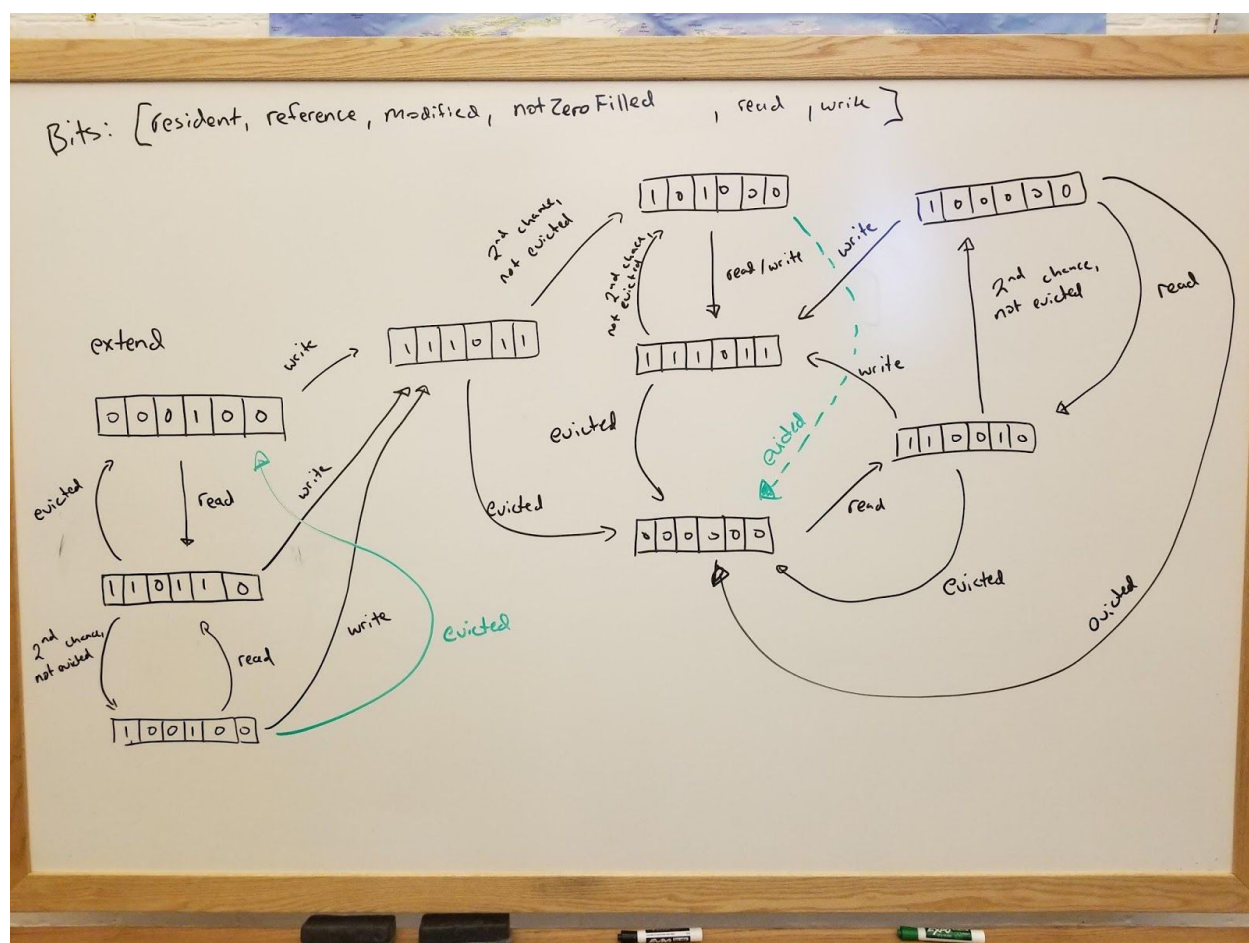 Bits: [resident, reference, modified, notZeroFilled , read, write]
extend
0 0 0 1 0 0
write
evicted
read
1 1 0 1 1 0
write
2nd chance,
not evicted
read
1 0 0 1 0 0
write
evicted
1 1 1 0 1 1
2nd chance,
not evicted
evicted
1 0 1 0 0 0
2nd chance,
not evicted
read/write
1 1 1 0 1 1
evicted
evicted
0 0 0 0 0 0
read
write
write
1 0 0 0 0 0
2nd chance,
not evicted
read
1 1 0 0 1 0
evicted
evicted
EXPO